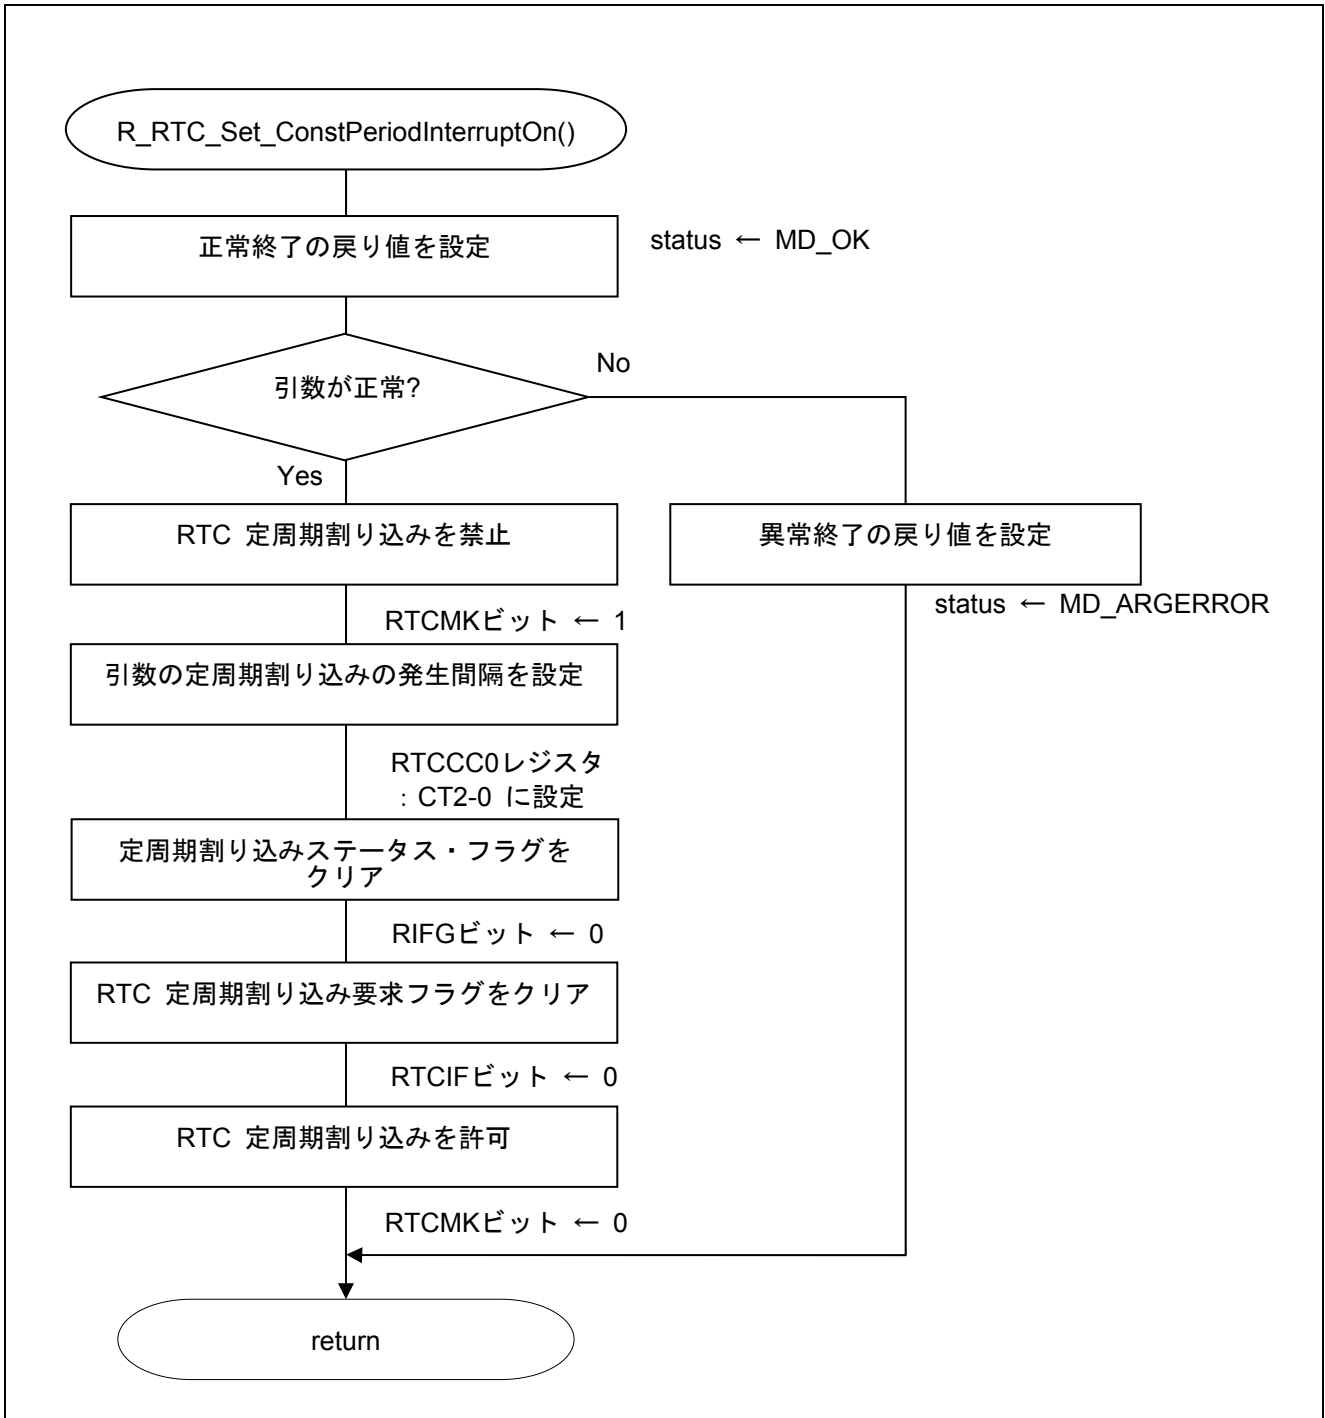 R_RTC_Set_ConstPeriodInterruptOn()
正常終了の戻り値を設定
status ← MD_OK
引数が正常?
No
Yes
RTC 定周期割り込みを禁止
異常終了の戻り値を設定
RTCMKビット ← 1
status ← MD_ARGERROR
引数の定周期割り込みの発生間隔を設定
RTCCC0レジスタ
: CT2-0 に設定
定周期割り込みステータス・フラグを
クリア
RIFGビット ← 0
RTC 定周期割り込み要求フラグをクリア
RTCIFビット ← 0
RTC 定周期割り込みを許可
RTCMKビット ← 0
return